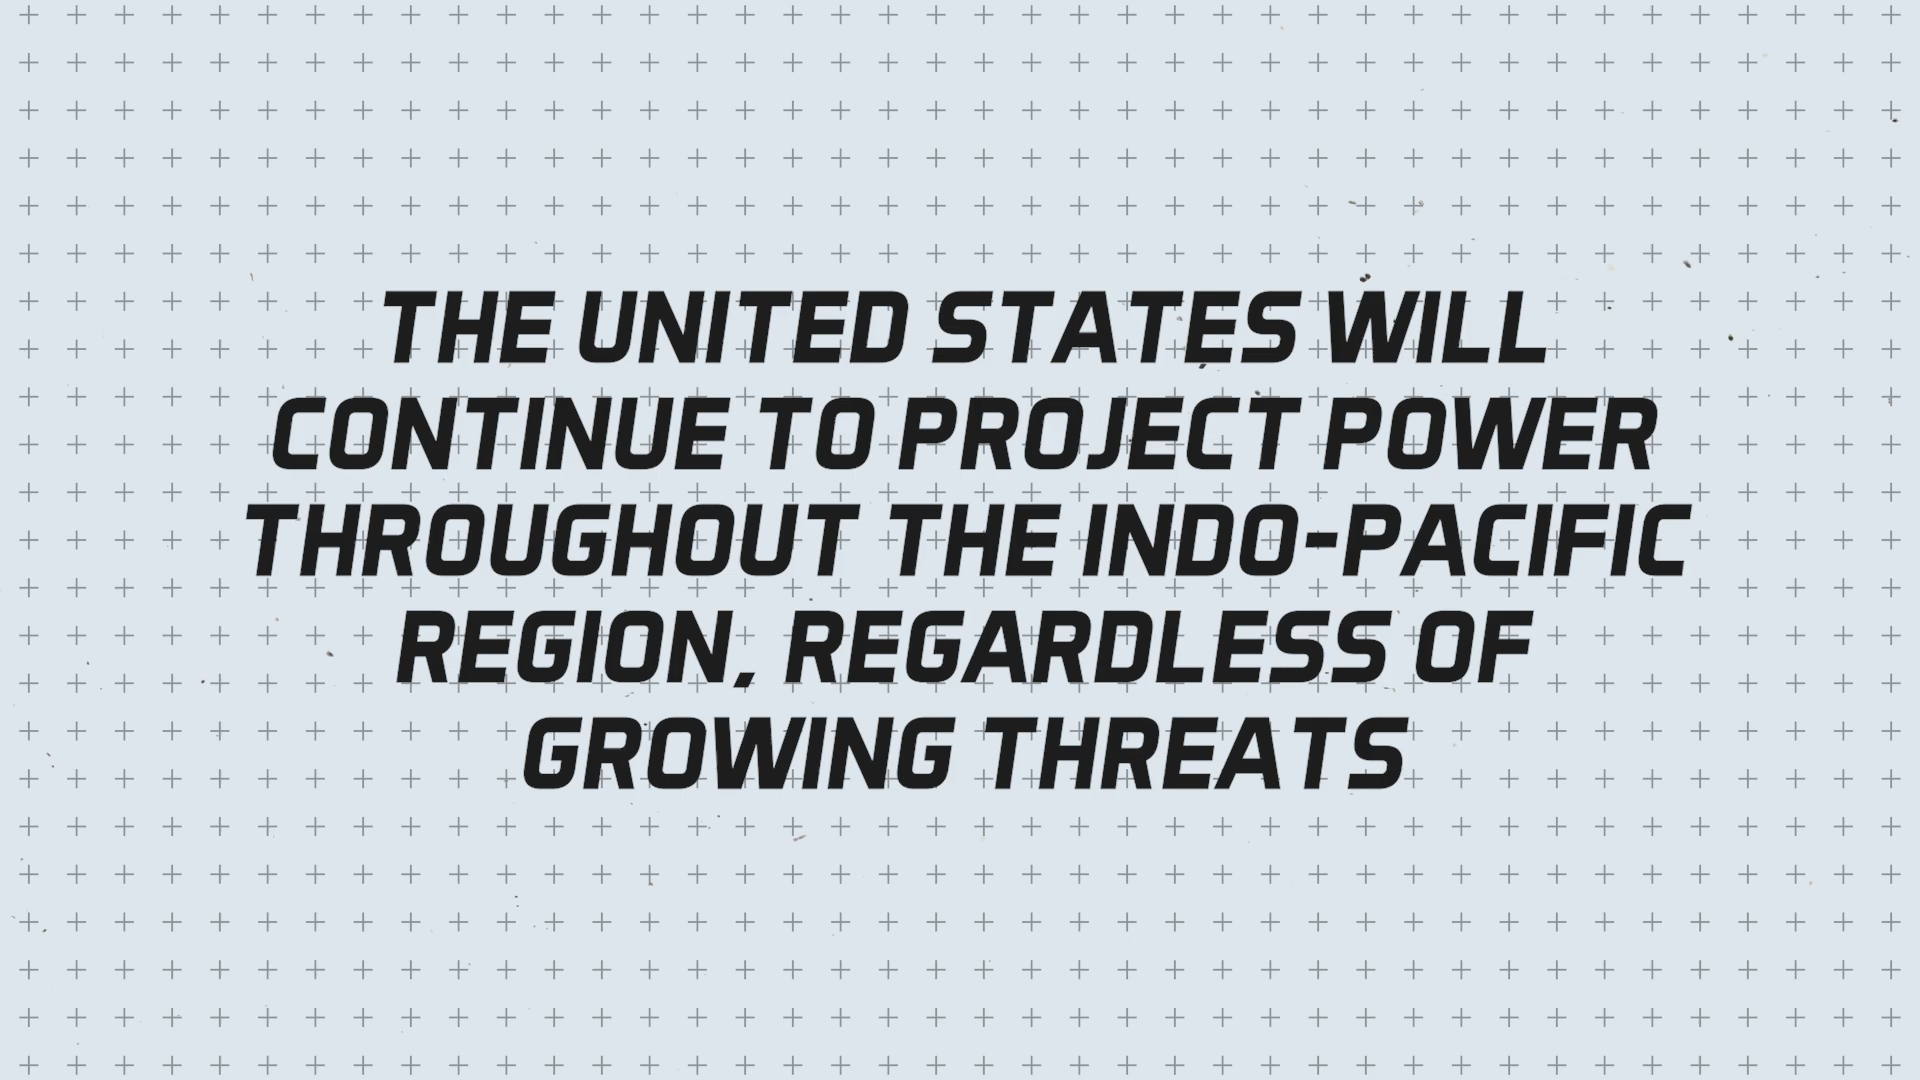 THE UNITED STATES WILL
CONTINUE TO PROJECT POWER
THROUGHOUT THE INDO-PACIFIC
REGION, REGARDLESS OF
GROWING THREATS